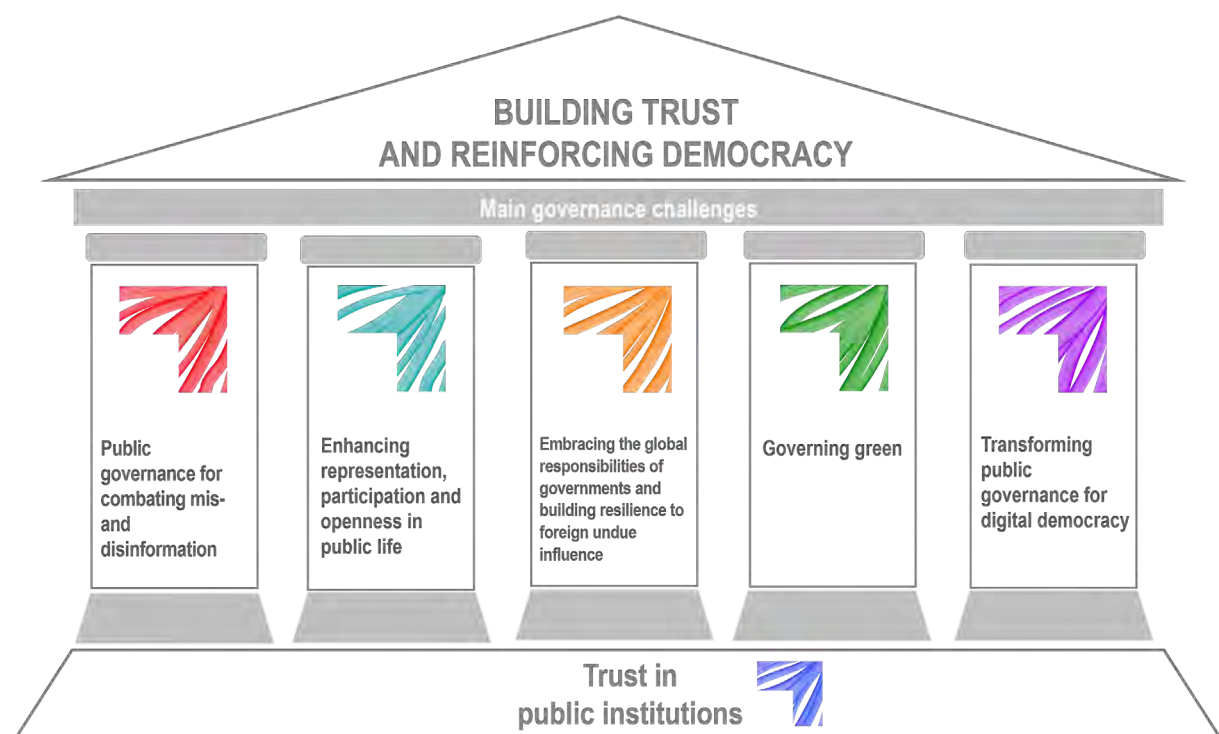 BUILDING TRUST
AND REINFORCING DEMOCRACY
Main governance challenges
Public
governance for
combating mis-
and
disinformation
Enhancing
representation,
participation and
openness in
public life
Embracing the global
responsibilities of
governments and
building resilience to
foreign undue
influence
Governing green
Transforming
public
governance for
digital democracy
Trust in
public institutions